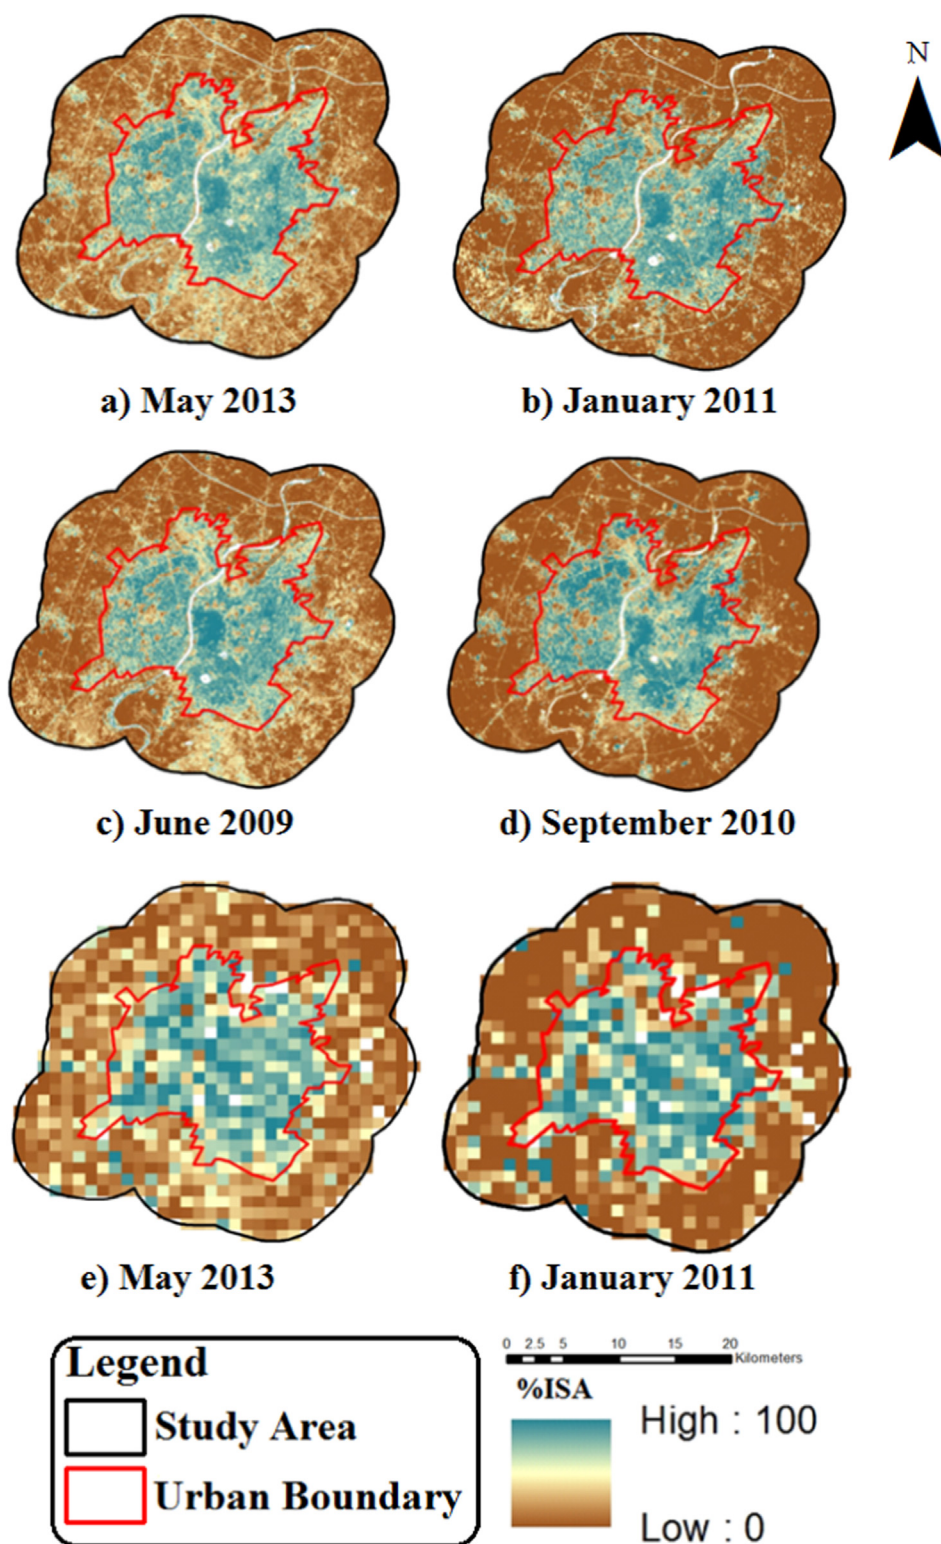 N
a) May 2013
b) January 2011
c) June 2009
d) September 2010
e) May 2013
f) January 2011
Legend
Study Area
Urban Boundary
0 2.5 5 10 15 20
Kilometers
%ISA
High : 100
Low : 0